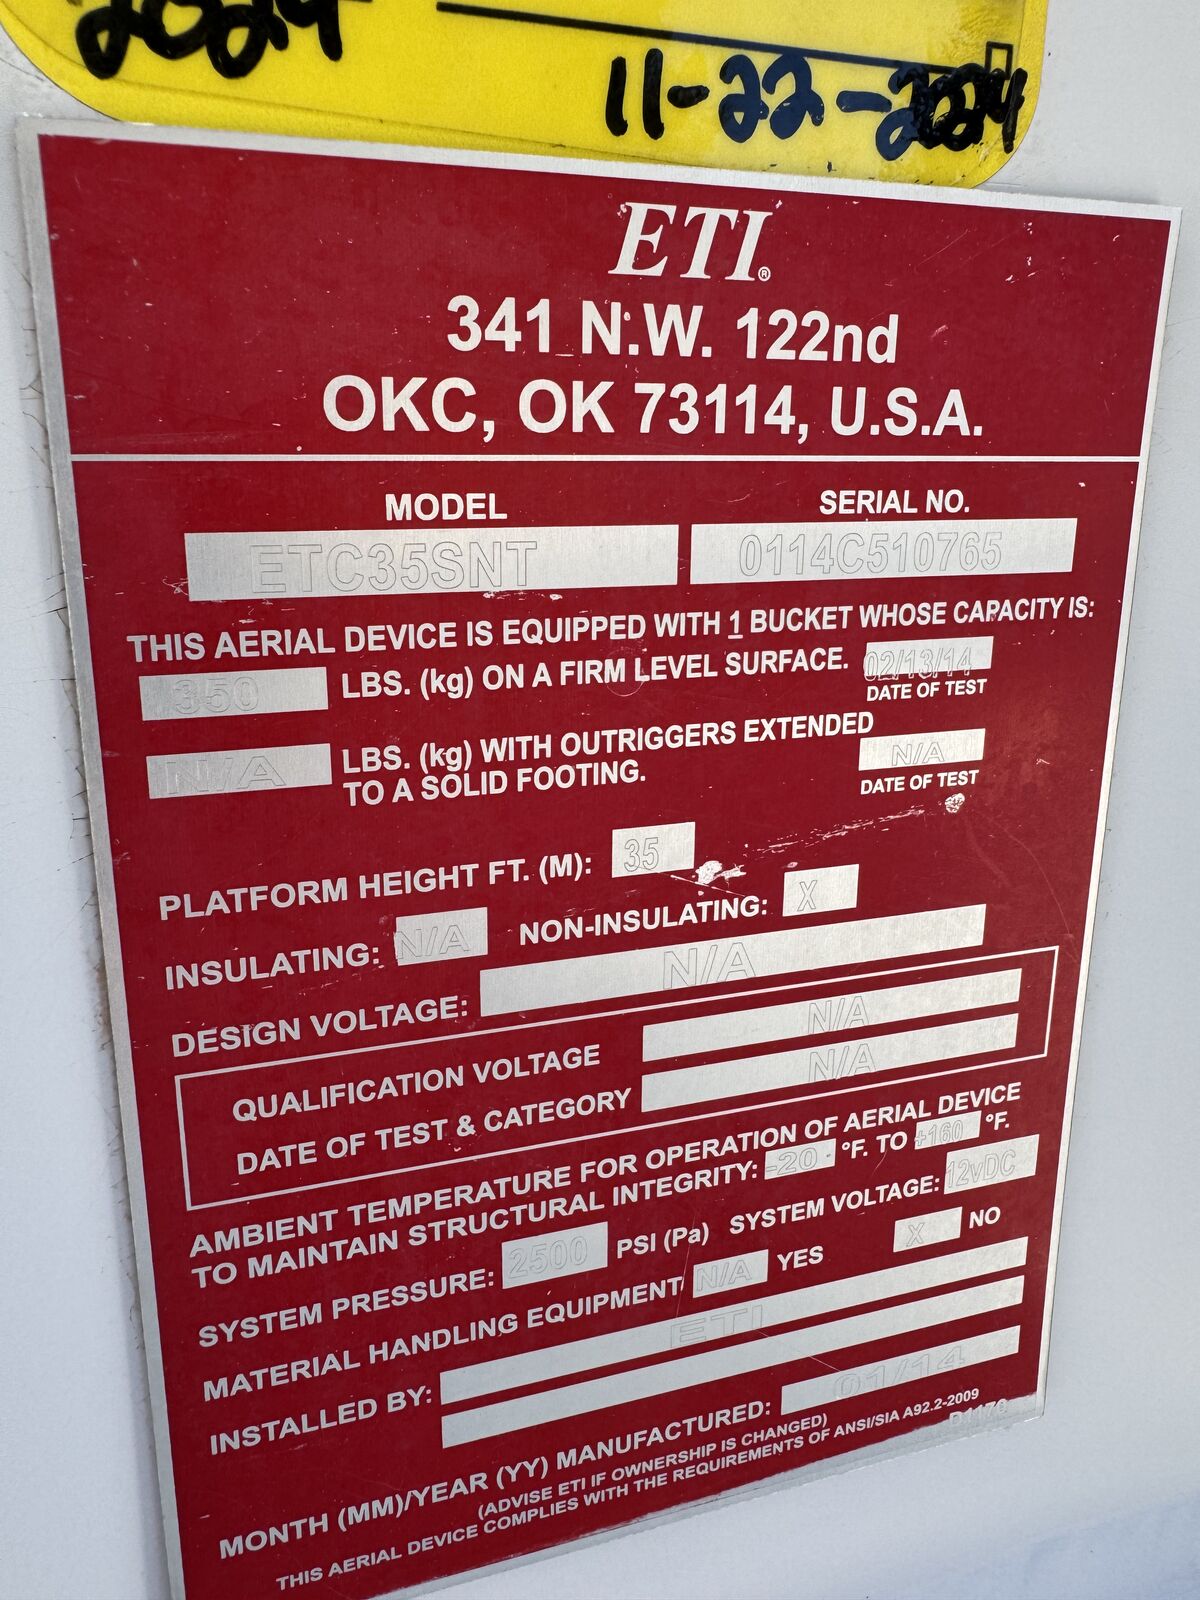 2024
11-22-2024
ETI®
341 N.W. 122nd
OKC, OK 73114, U.S.A.
MODEL SERIAL NO.
ETC35SNT 0114C510765
THIS AERIAL DEVICE IS EQUIPPED WITH 1 BUCKET WHOSE CAPACITY IS:
350 LBS. (kg) ON A FIRM LEVEL SURFACE. 02/13/14
DATE OF TEST
N/A LBS. (kg) WITH OUTRIGGERS EXTENDED N/A
TO A SOLID FOOTING. DATE OF TEST
PLATFORM HEIGHT FT. (M): 35
INSULATING: N/A NON-INSULATING: X
DESIGN VOLTAGE: N/A
QUALIFICATION VOLTAGE N/A
DATE OF TEST & CATEGORY N/A
AMBIENT TEMPERATURE FOR OPERATION OF AERIAL DEVICE
TO MAINTAIN STRUCTURAL INTEGRITY: -20 °F. TO +160 °F.
SYSTEM PRESSURE: 2500 PSI (Pa) SYSTEM VOLTAGE: 12vDC
MATERIAL HANDLING EQUIPMENT N/A YES X NO
INSTALLED BY: ETI
MONTH (MM)/YEAR (YY) MANUFACTURED: 01/14
(ADVISE ETI IF OWNERSHIP IS CHANGED)
THIS AERIAL DEVICE COMPLIES WITH THE REQUIREMENTS OF ANSI/SIA A92.2-2009